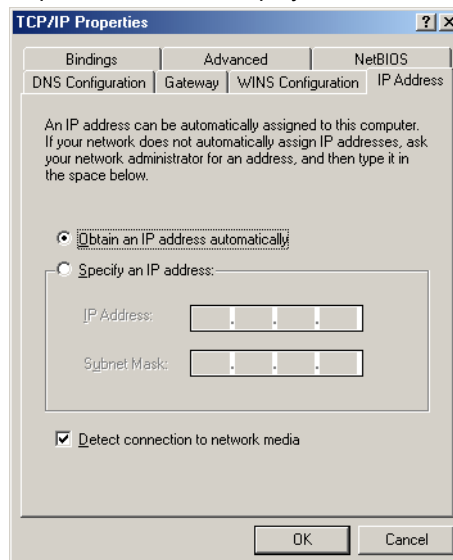 TCP/IP Properties
Bindings Advanced NetBIOS
DNS Configuration Gateway WINS Configuration IP Address
An IP address can be automatically assigned to this computer.
If your network does not automatically assign IP addresses, ask
your network administrator for an address, and then type it in
the space below.
Obtain an IP address automatically
Specify an IP address:
IP Address:
. . .
Subnet Mask:
. . .
Detect connection to network media
OK Cancel